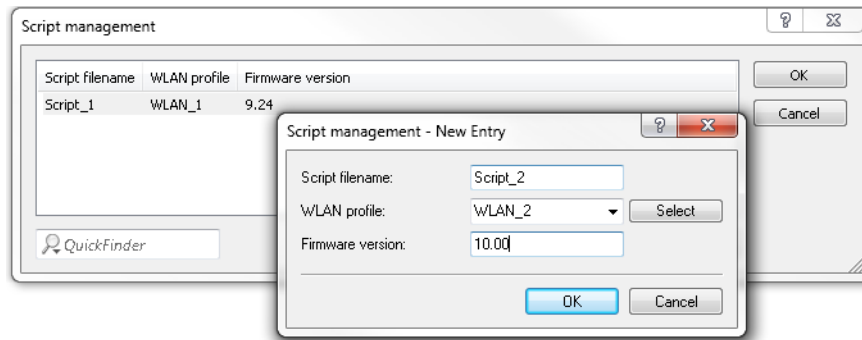 Script management
Script filename WLAN profile Firmware version
Script_1 WLAN_1 9.24
OK
Cancel
QuickFinder
Script management - New Entry
Script filename: Script_2
WLAN profile: WLAN_2 Select
Firmware version: 10.00
OK Cancel